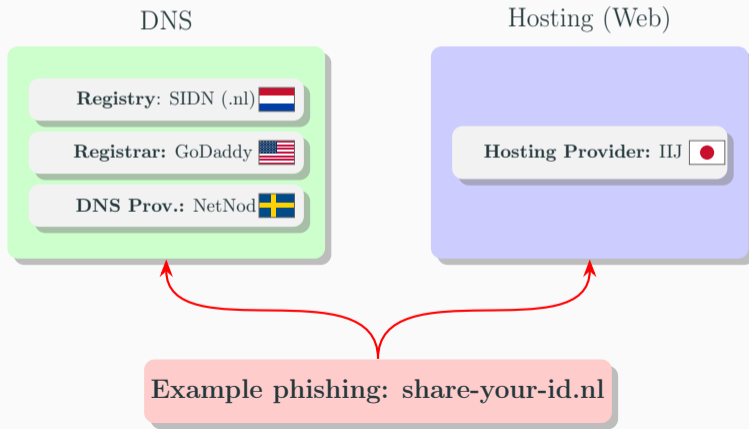 DNS
Hosting (Web)
Registry: SIDN (.nl)
Registrar: GoDaddy
DNS Prov.: NetNod
Hosting Provider: IIJ
Example phishing: share-your-id.nl